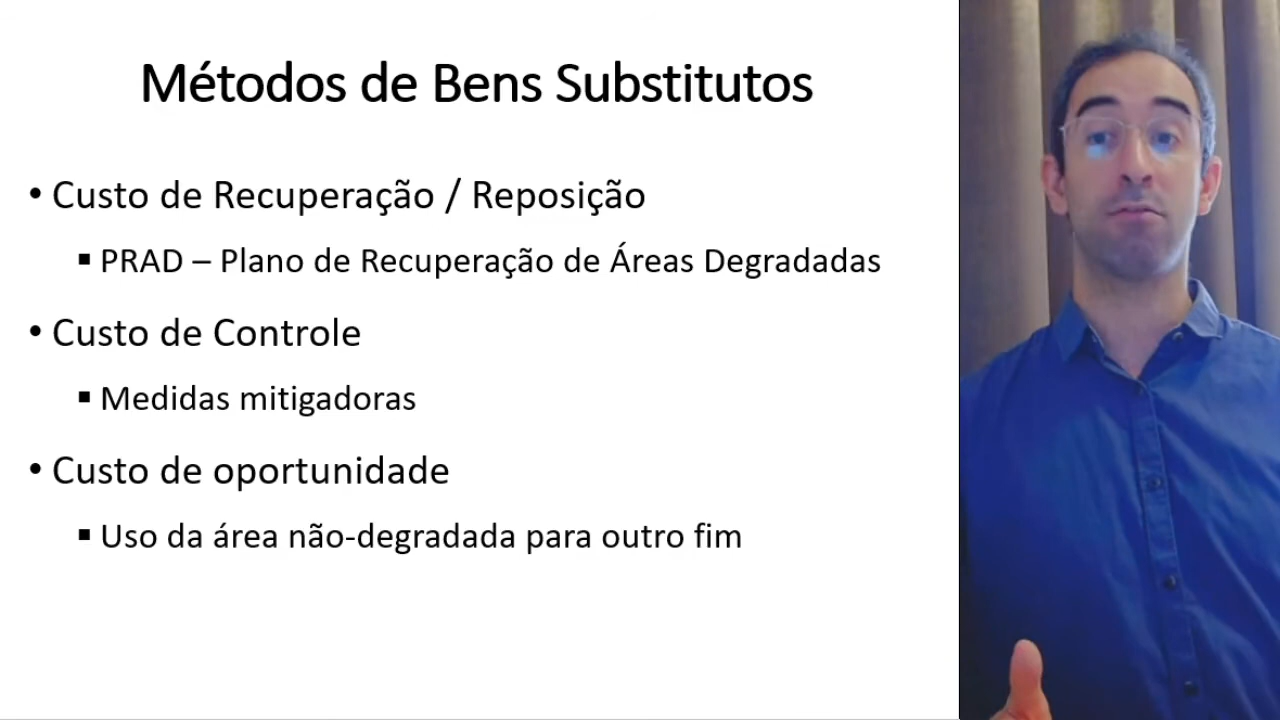 Métodos de Bens Substitutos
• Custo de Recuperação / Reposição
▪ PRAD – Plano de Recuperação de Áreas Degradadas
• Custo de Controle
▪ Medidas mitigadoras
• Custo de oportunidade
▪ Uso da área não-degradada para outro fim